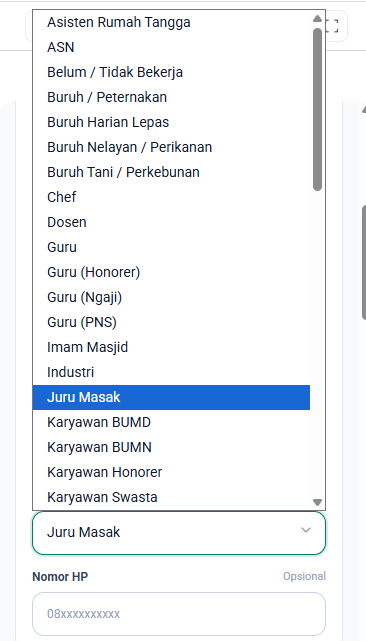 Asisten Rumah Tangga
ASN
Belum / Tidak Bekerja
Buruh / Peternakan
Buruh Harian Lepas
Buruh Nelayan / Perikanan
Buruh Tani / Perkebunan
Chef
Dosen
Guru
Guru (Honorer)
Guru (Ngaji)
Guru (PNS)
Imam Masjid
Industri
Juru Masak
Karyawan BUMD
Karyawan BUMN
Karyawan Honorer
Karyawan Swasta
Juru Masak
Nomor HP Opsional
08xxxxxxxxxx